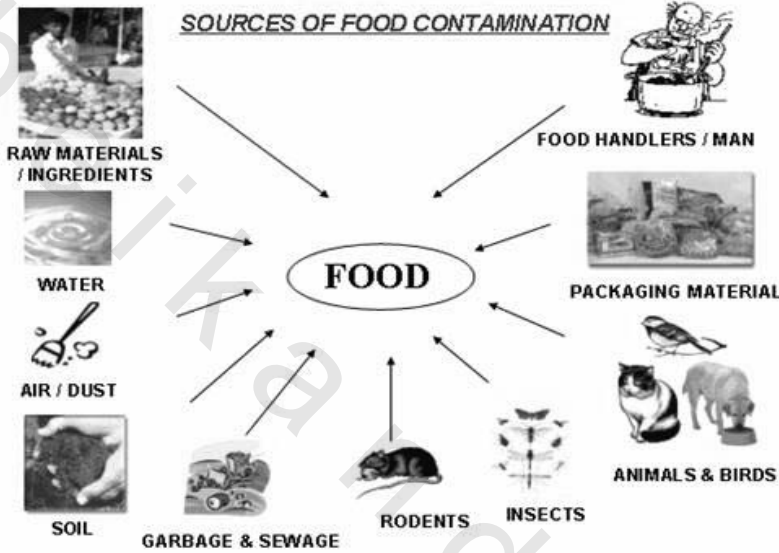 SOURCES OF FOOD CONTAMINATION
RAW MATERIALS
/ INGREDIENTS
FOOD HANDLERS / MAN
WATER
FOOD
PACKAGING MATERIAL
AIR / DUST
SOIL
GARBAGE & SEWAGE
RODENTS
INSECTS
ANIMALS & BIRDS